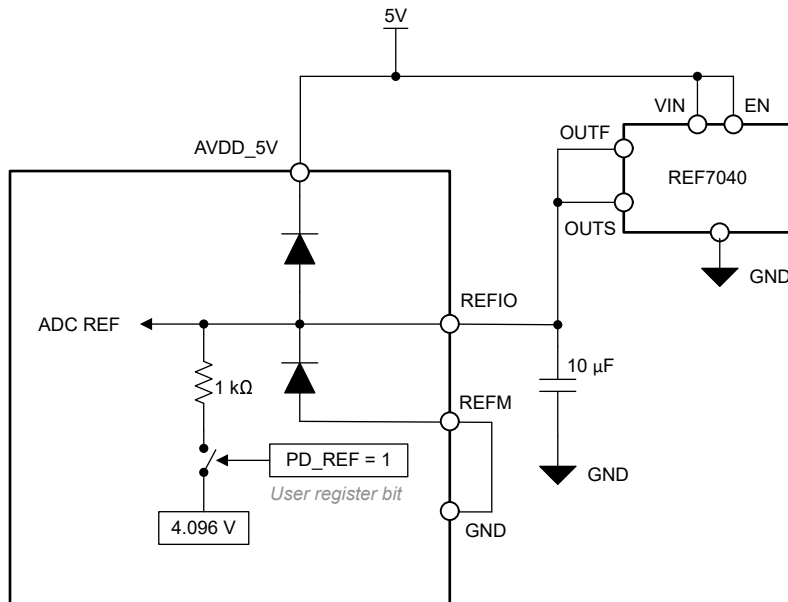 5V
VIN
EN
OUTF
AVDD_5V
REF7040
OUTS
GND
REFIO
ADC REF
10 µF
1 kΩ
REFM
PD_REF = 1
GND
User register bit
4.096 V
GND